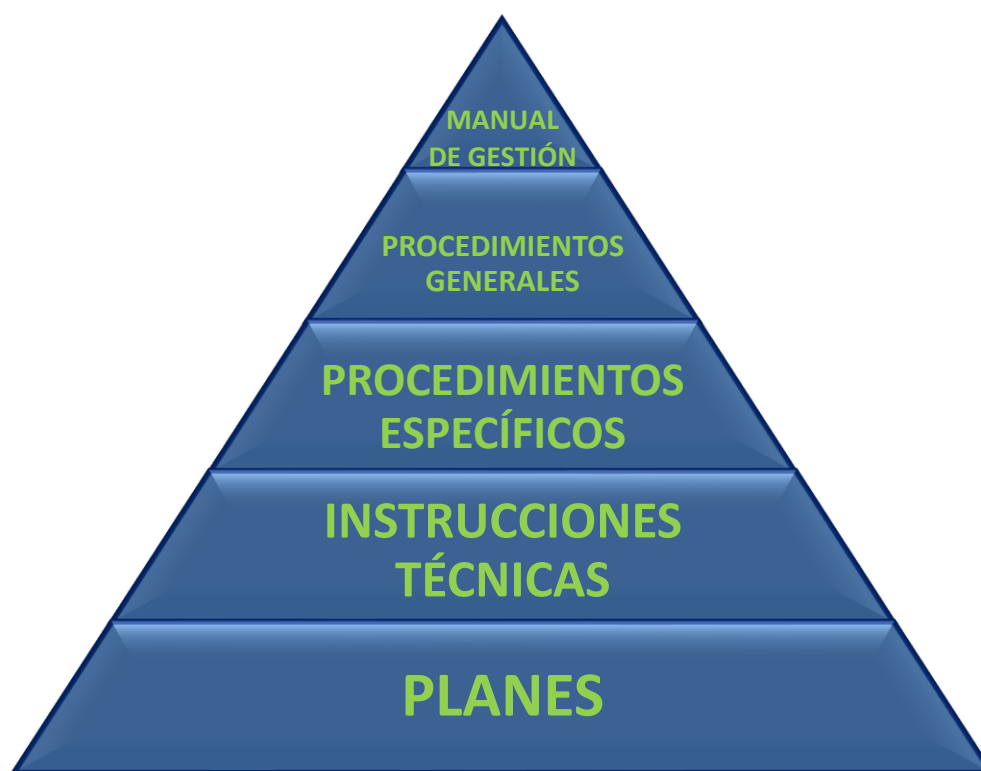 MANUAL
DE GESTIÓN
PROCEDIMIENTOS
GENERALES
PROCEDIMIENTOS
ESPECÍFICOS
INSTRUCCIONES
TÉCNICAS
PLANES